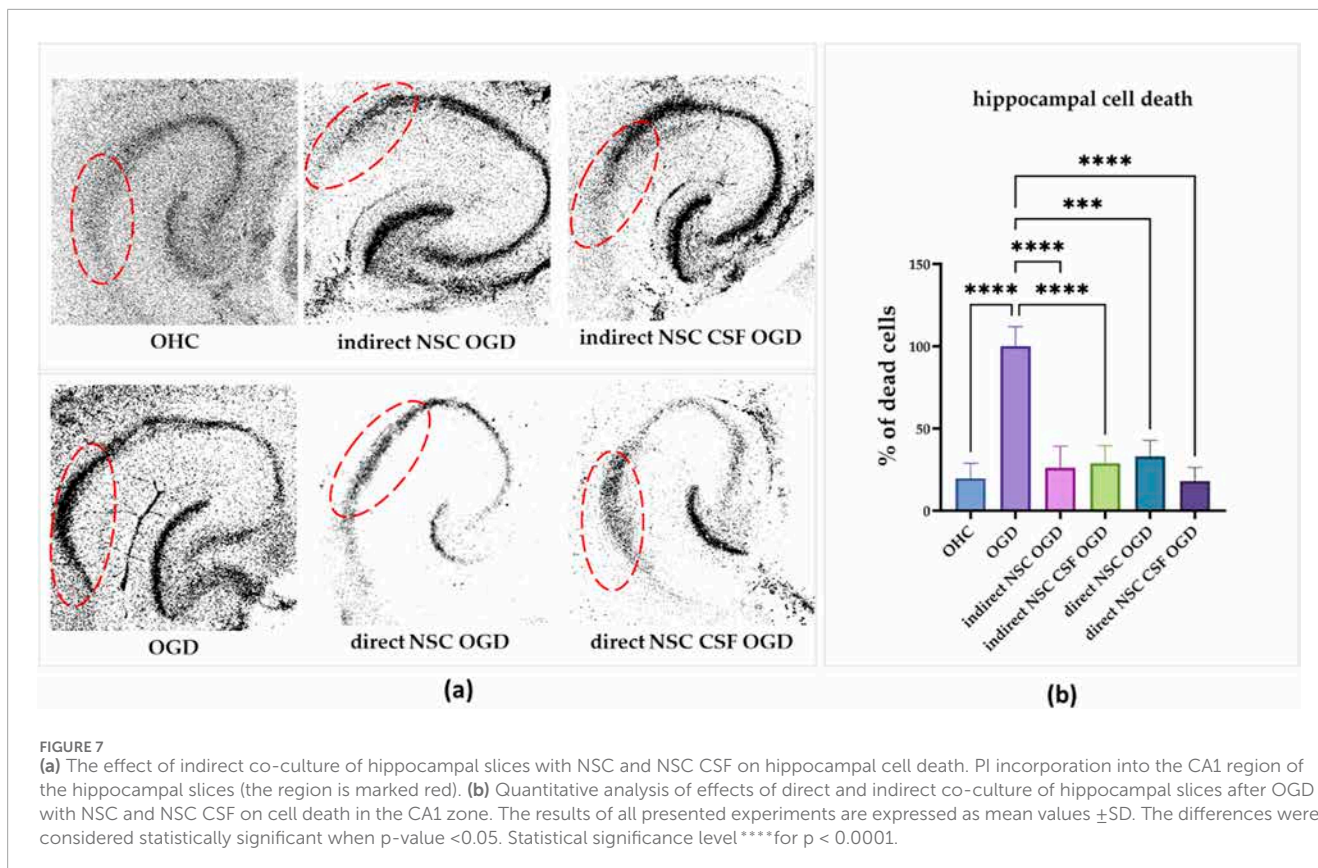 OHC
indirect NSC OGD
indirect NSC CSF OGD
OGD
direct NSC OGD
direct NSC CSF OGD
(a)
hippocampal cell death
****
***
****
**** ****
% of dead cells
150
100
50
0
OHC
OGD
indirect NSC OGD
indirect NSC CSF OGD
direct NSC OGD
direct NSC CSF OGD
(b)
FIGURE 7
(a) The effect of indirect co-culture of hippocampal slices with NSC and NSC CSF on hippocampal cell death. PI incorporation into the CA1 region of
the hippocampal slices (the region is marked red). (b) Quantitative analysis of effects of direct and indirect co-culture of hippocampal slices after OGD
with NSC and NSC CSF on cell death in the CA1 zone. The results of all presented experiments are expressed as mean values ±SD. The differences were
considered statistically significant when p-value <0.05. Statistical significance level ****for p < 0.0001.